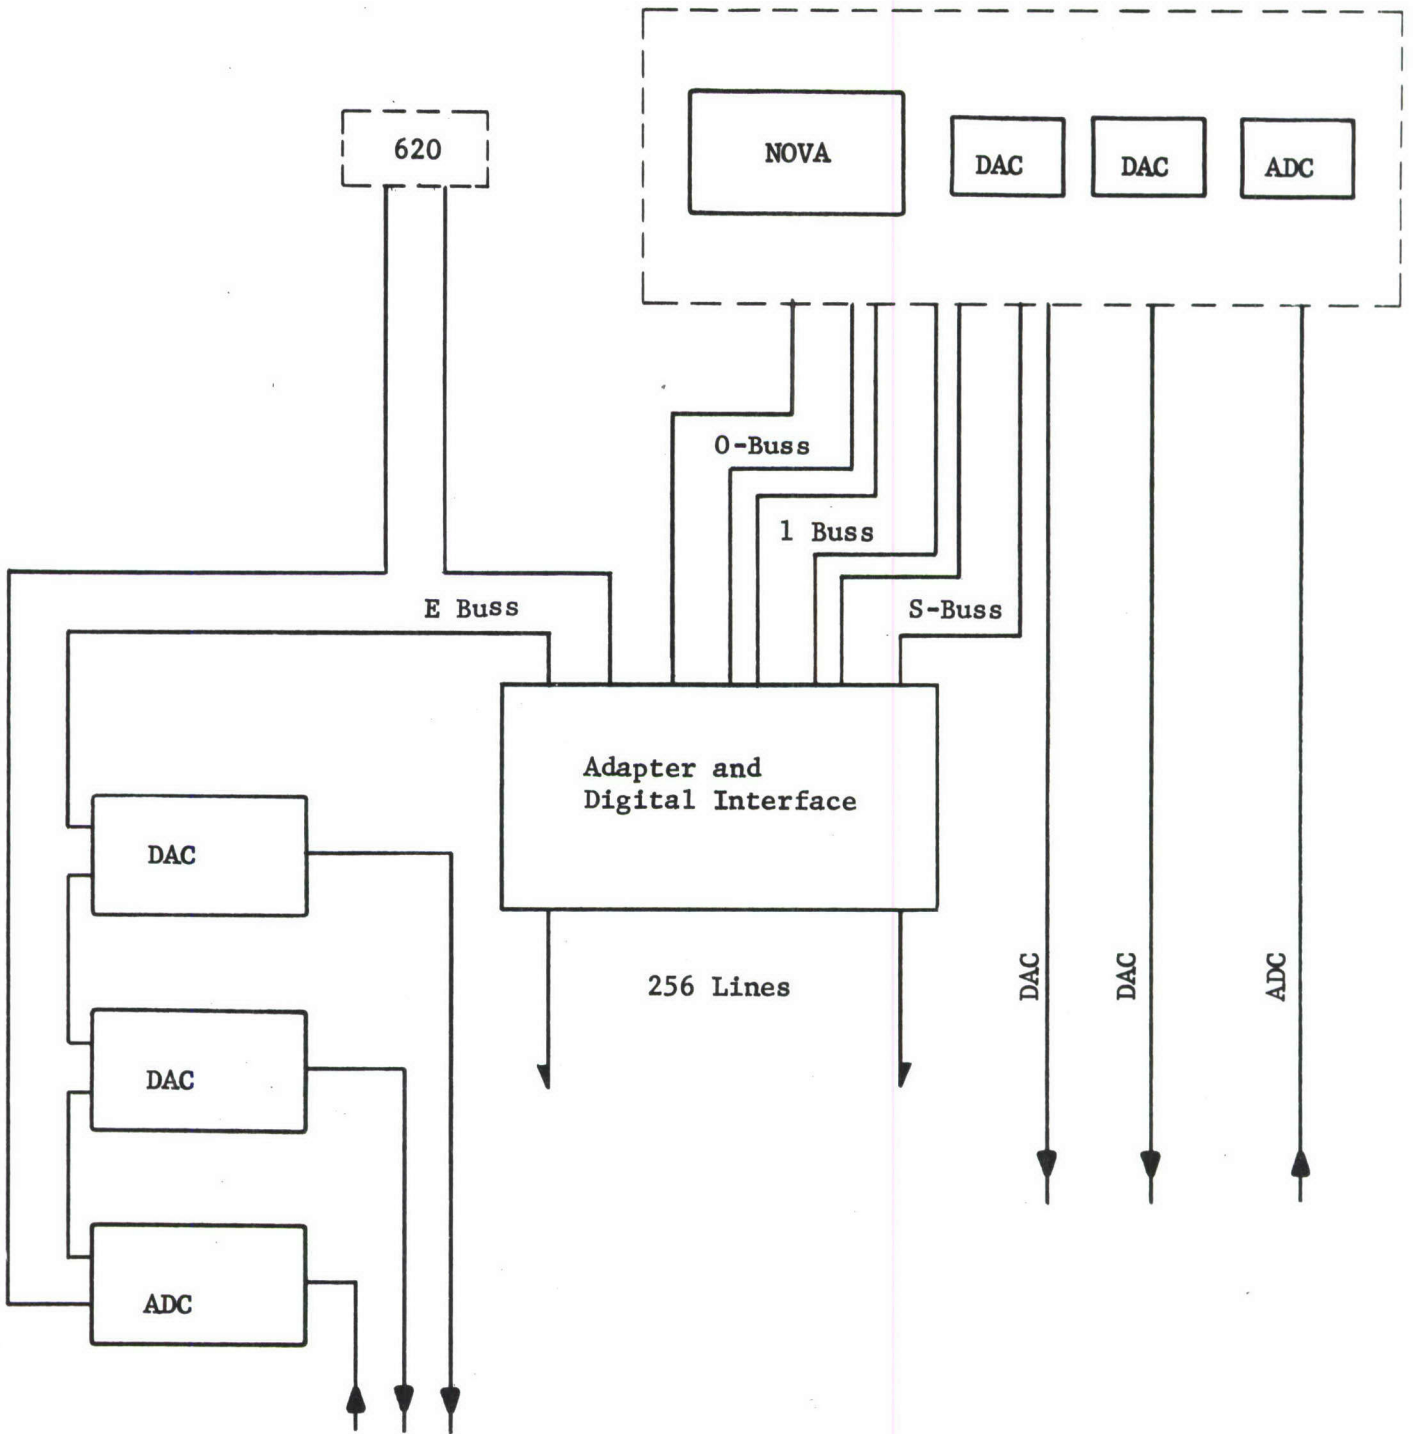 620
NOVA
DAC
DAC
ADC
O-Buss
1 Buss
E Buss
S-Buss
Adapter and
Digital Interface
DAC
256 Lines
DAC
DAC
ADC
DAC
ADC